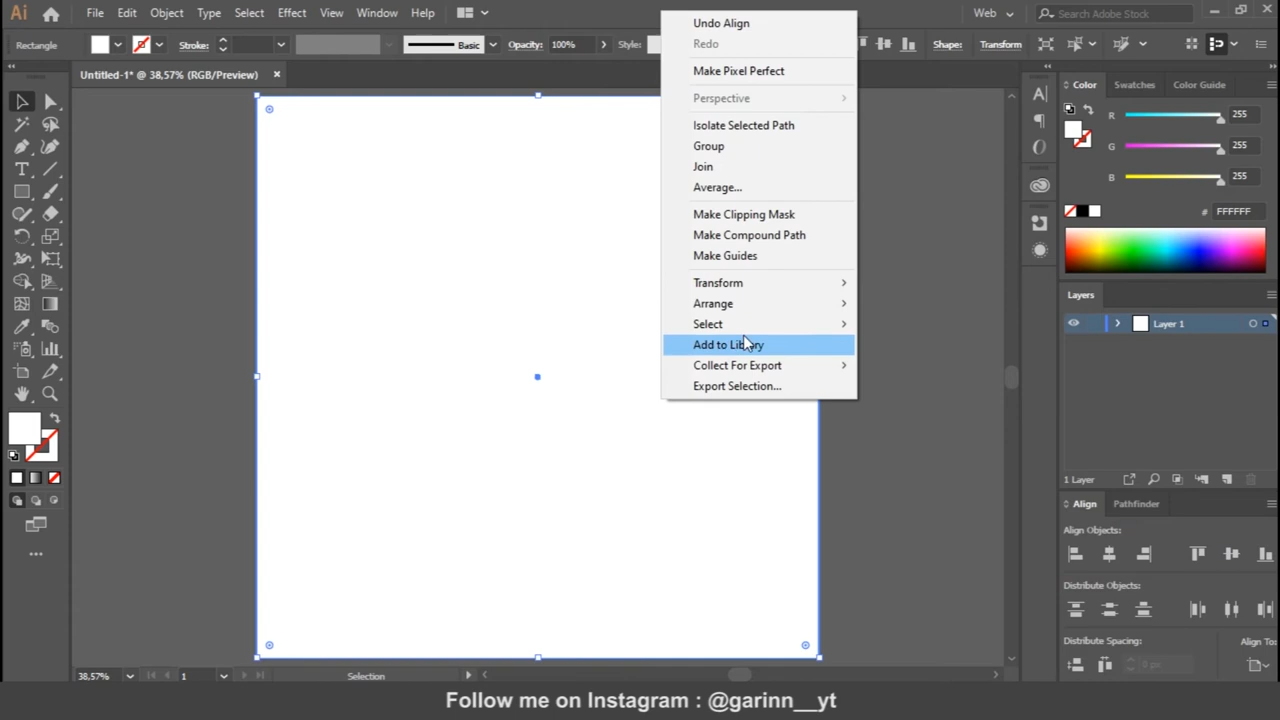 Ai File Edit Object Type Select Effect View Window Help Web Search Adobe Stock
Rectangle Stroke: Basic Opacity: 100% Style: Shape: Transform
Untitled-1* @ 38,57% (RGB/Preview)
Undo Align
Redo
Make Pixel Perfect
Perspective
Isolate Selected Path
Group
Join
Average...
Make Clipping Mask
Make Compound Path
Make Guides
Transform
Arrange
Select
Add to Library
Collect For Export
Export Selection...
Color Swatches Color Guide
R 255
G 255
B 255
# FFFFFF
Layers
Layer 1
1 Layer
Align Pathfinder
Align Objects:
Distribute Objects:
Distribute Spacing: Align To:
0 px
38,57% 1 Selection
Follow me on Instagram : @garinn__yt